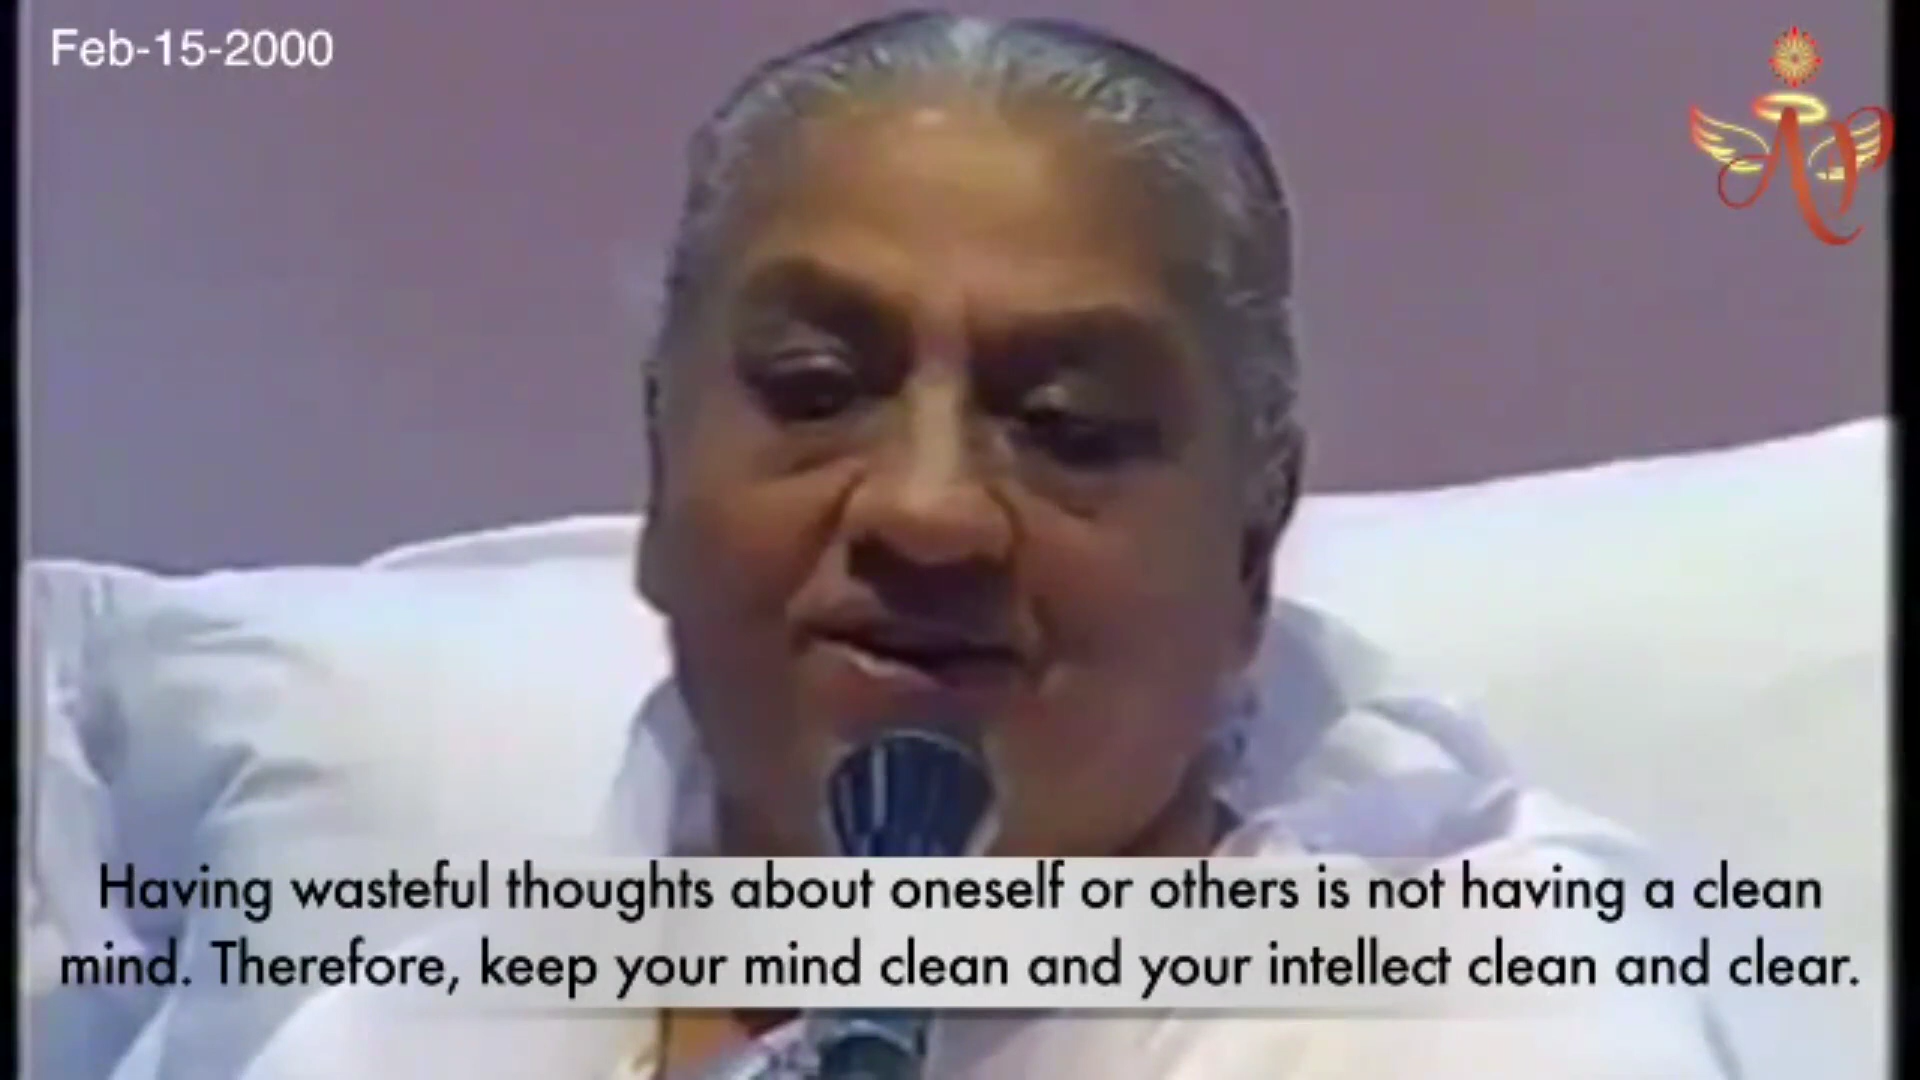 Feb-15-2000
Having wasteful thoughts about oneself or others is not having a clean
mind. Therefore, keep your mind clean and your intellect clean and clear.